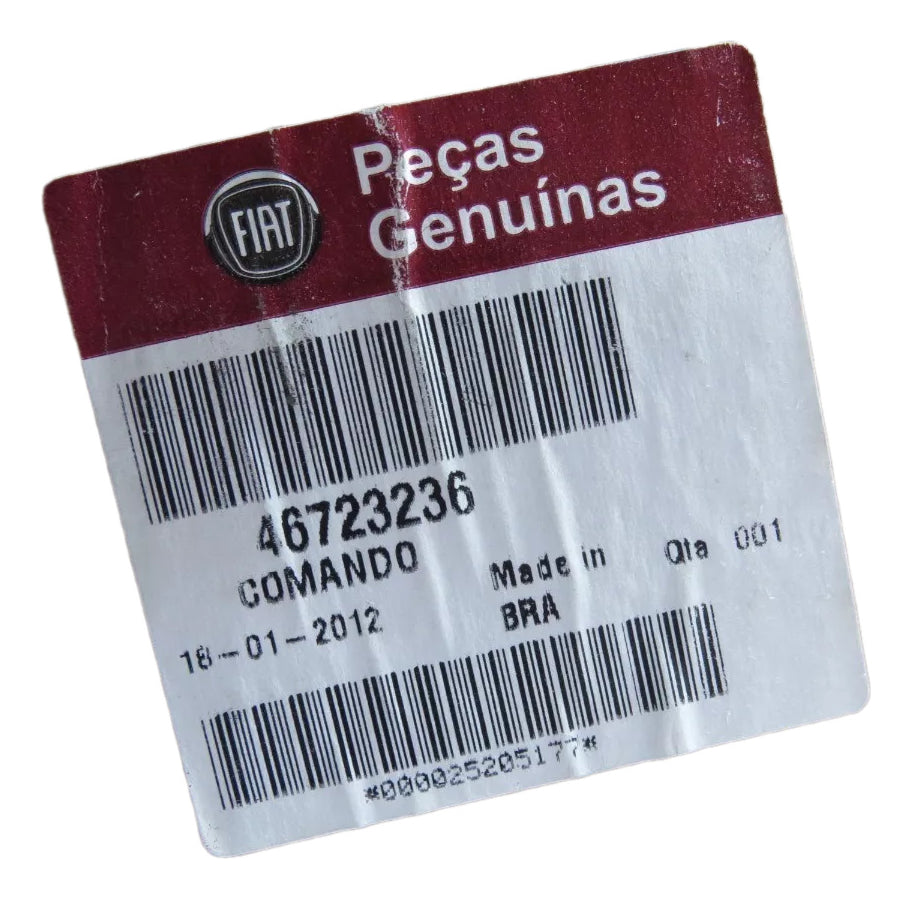 FIAT
Peças
Genuínas
46723236
COMANDO
Made in
Qta 001
18-01-2012
BRA
*000025205177*